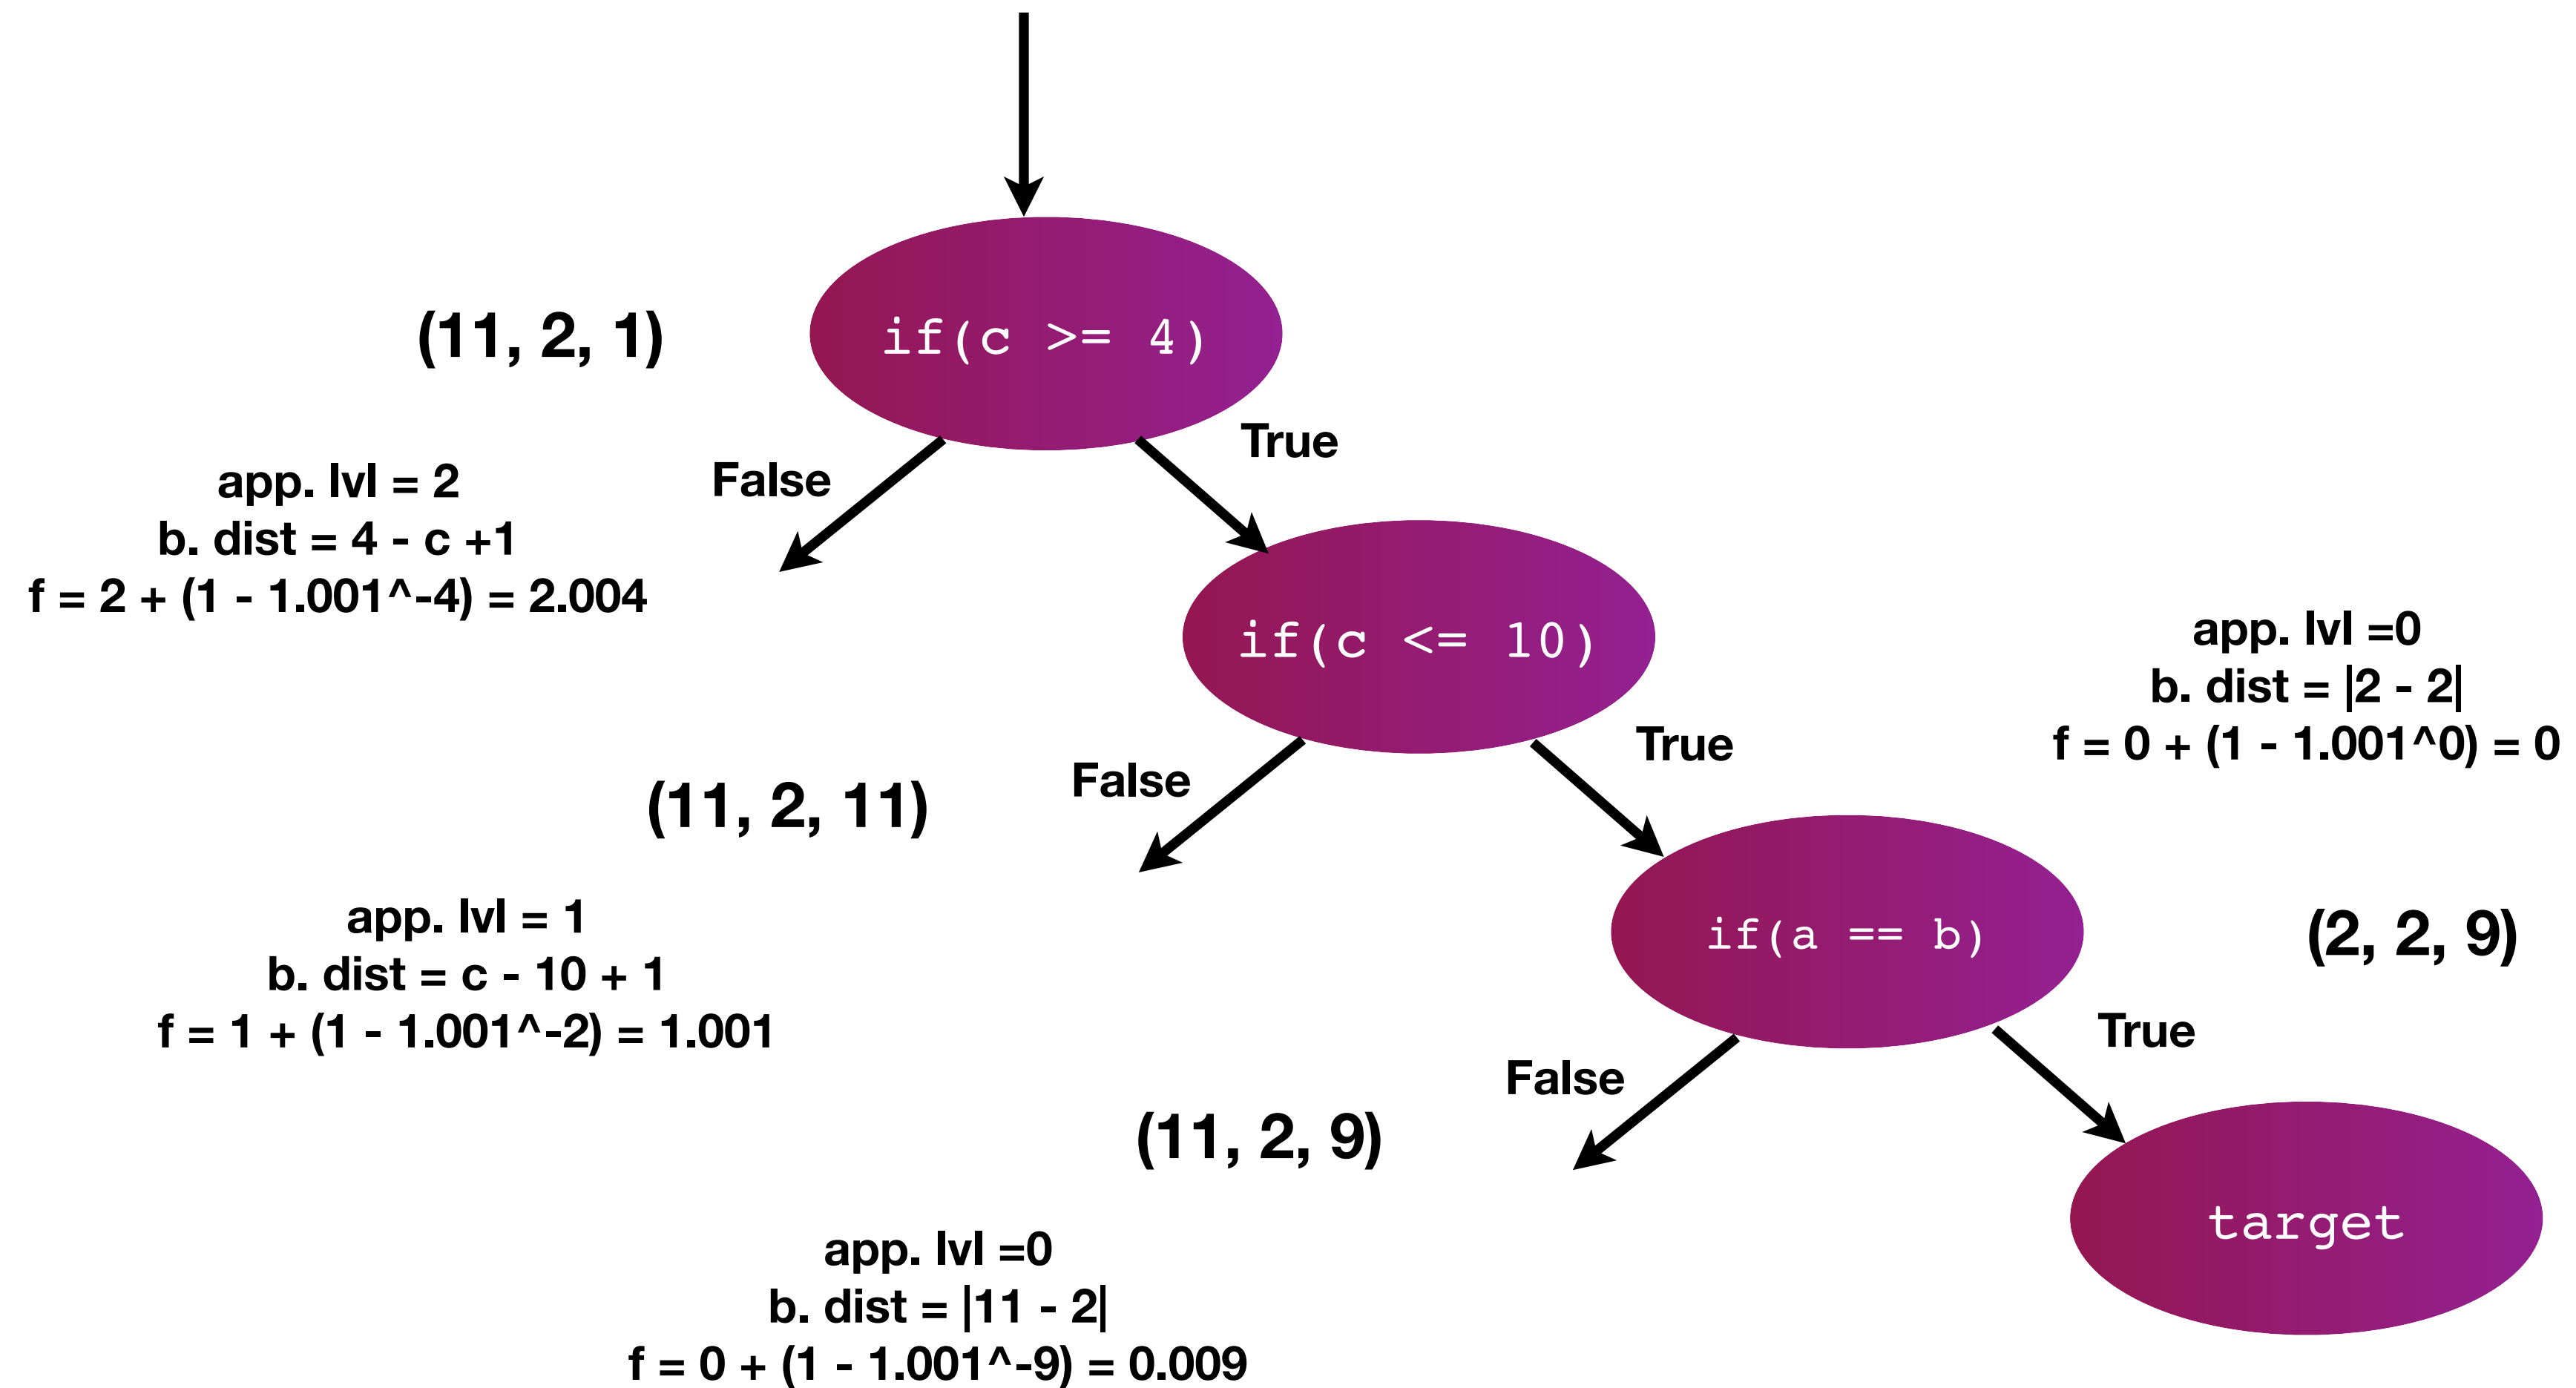 (11, 2, 1)
if(c >= 4)
True
False
app. lvl = 2
b. dist = 4 - c +1
f = 2 + (1 - 1.001^-4) = 2.004
if(c <= 10)
True
False
app. lvl =0
b. dist = |2 - 2|
f = 0 + (1 - 1.001^0) = 0
(11, 2, 11)
app. lvl = 1
b. dist = c - 10 + 1
f = 1 + (1 - 1.001^-2) = 1.001
if(a == b)
(2, 2, 9)
True
False
(11, 2, 9)
target
app. lvl =0
b. dist = |11 - 2|
f = 0 + (1 - 1.001^-9) = 0.009